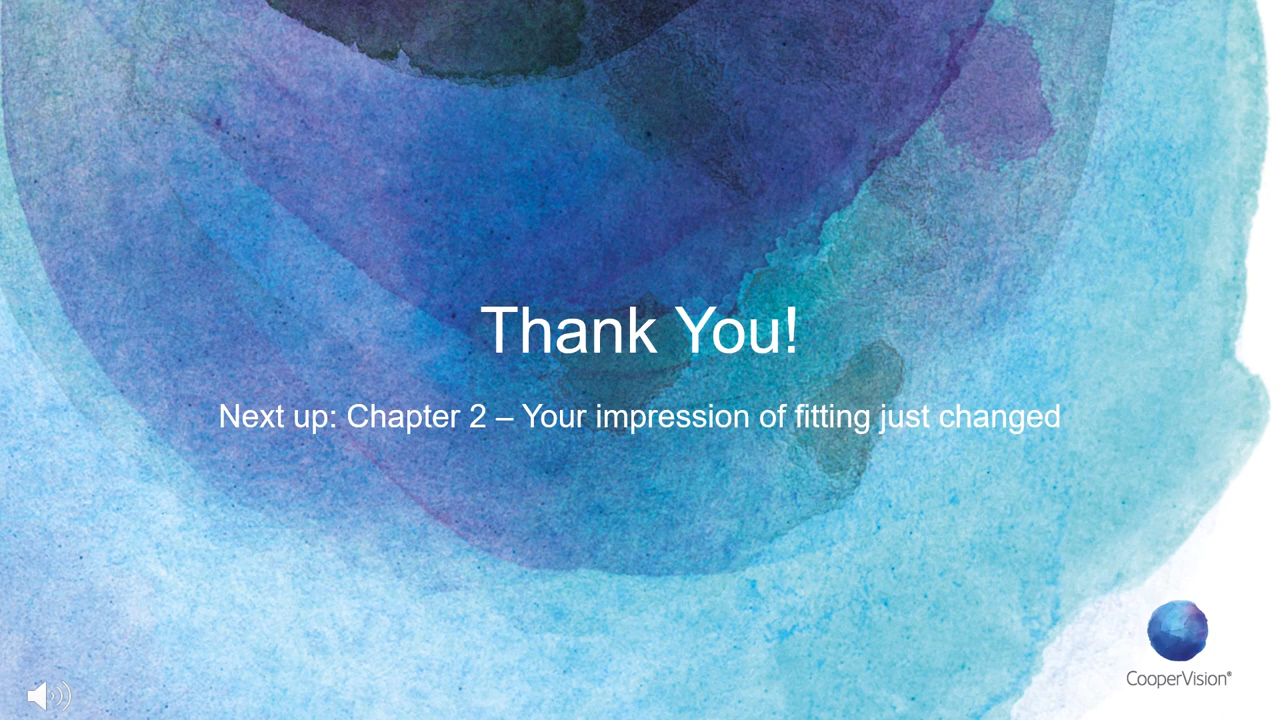 Thank You!
Next up: Chapter 2 – Your impression of fitting just changed
CooperVision®